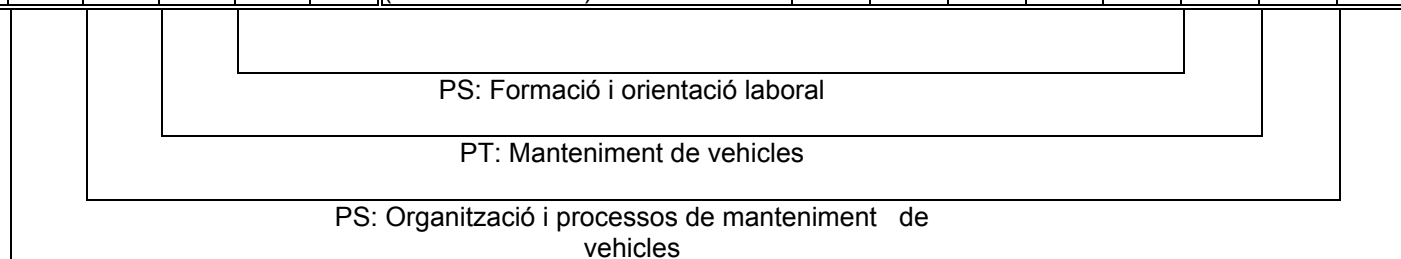 PS: Formació i orientació laboral
PT: Manteniment de vehicles
PS: Organització i processos de manteniment de
vehicles